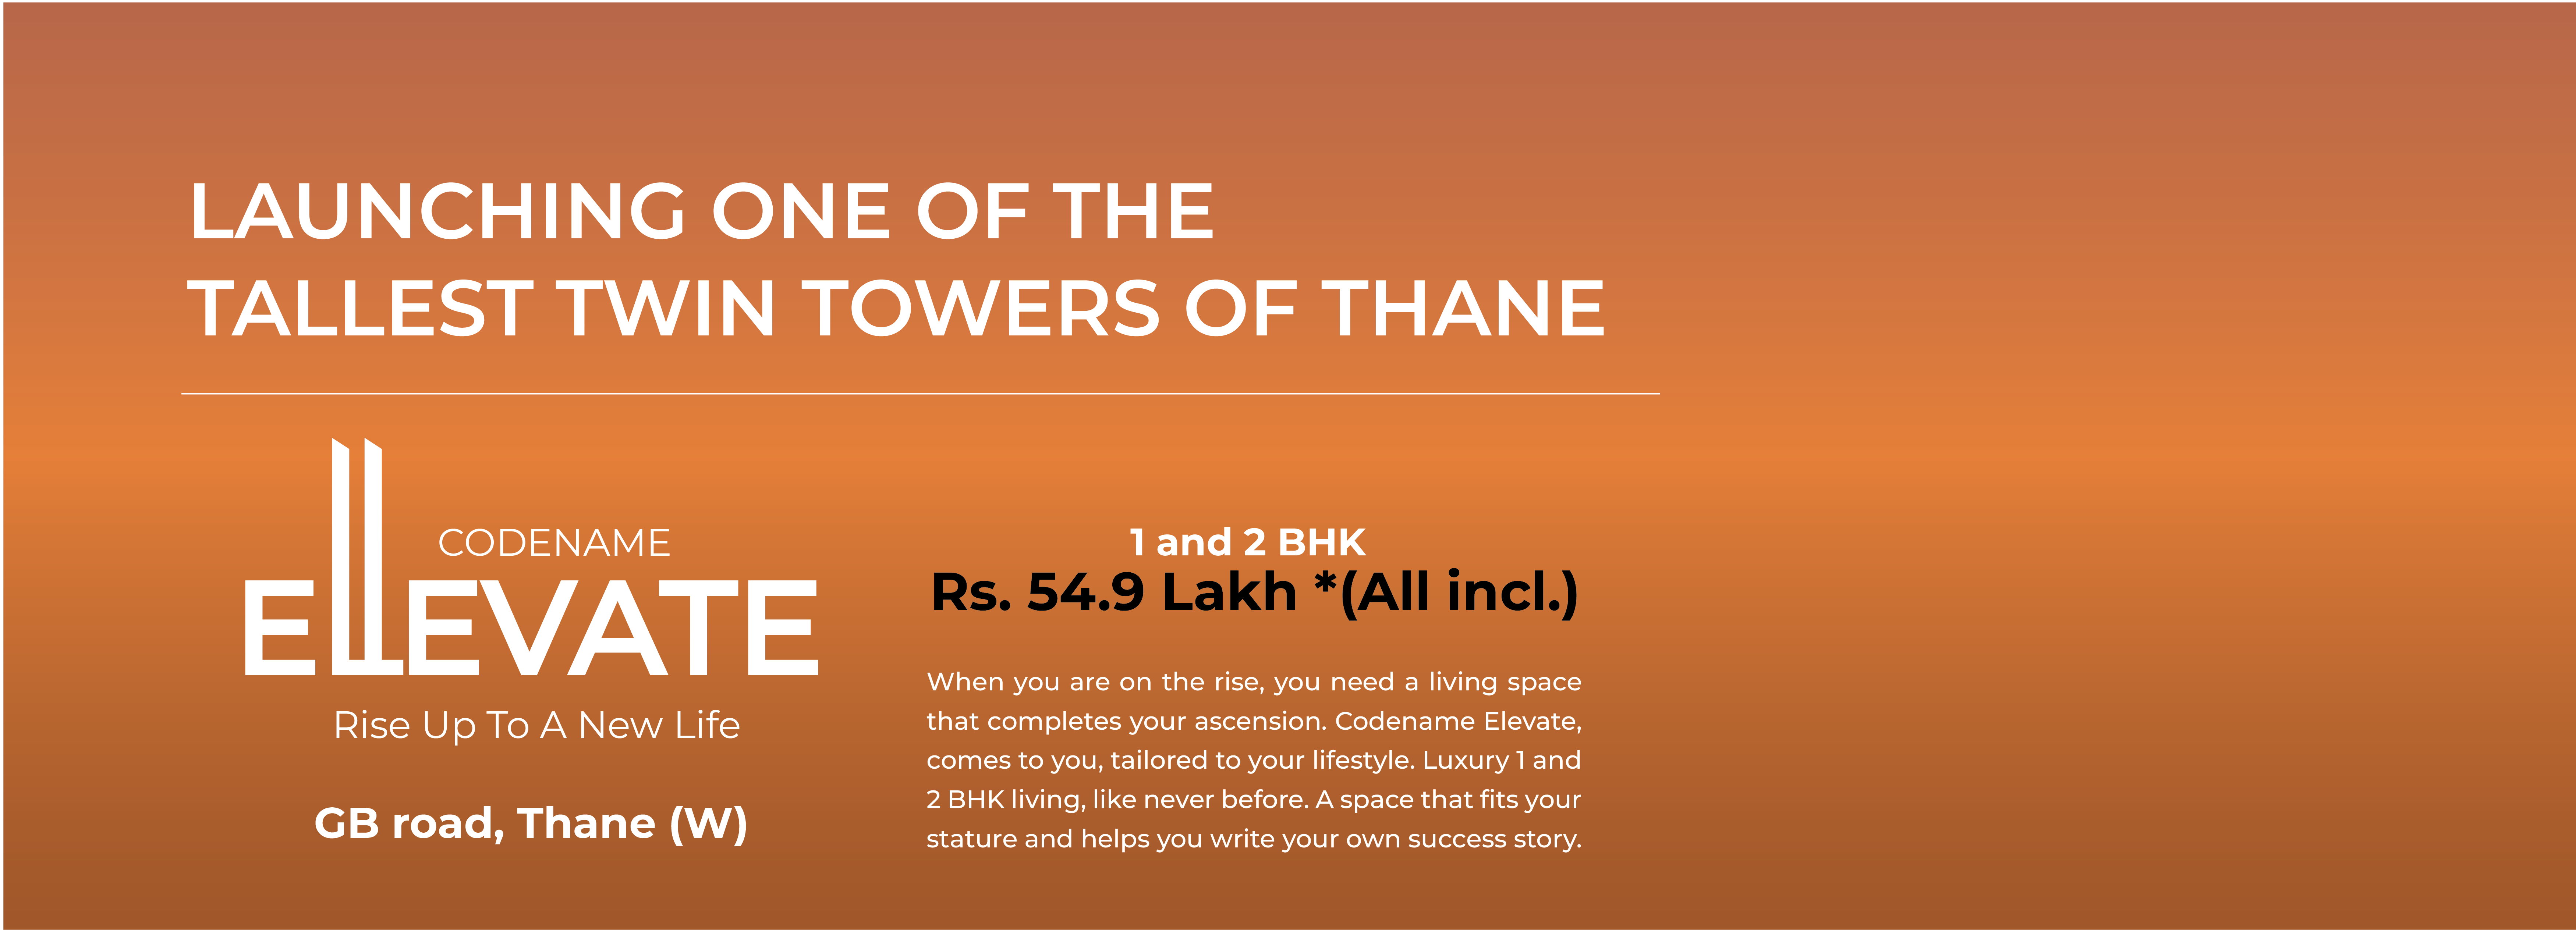 LAUNCHING ONE OF THE
TALLEST TWIN TOWERS OF THANE
CODENAME
ELEVATE
Rise Up To A New Life
GB road, Thane (W)
1 and 2 BHK
Rs. 54.9 Lakh *(All incl.)
When you are on the rise, you need a living space
that completes your ascension. Codename Elevate,
comes to you, tailored to your lifestyle. Luxury 1 and
2 BHK living, like never before. A space that fits your
stature and helps you write your own success story.